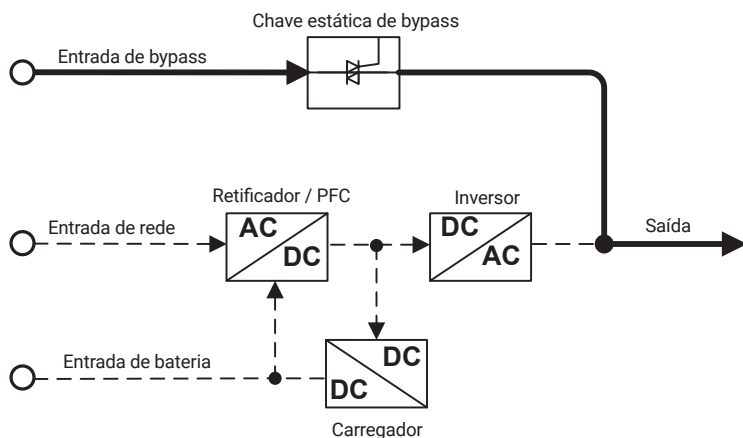 Chave estática de bypass
Entrada de bypass
Retificador / PFC
Inversor
Entrada de rede
AC
DC
DC
AC
Saída
Entrada de bateria
DC
DC
Carregador